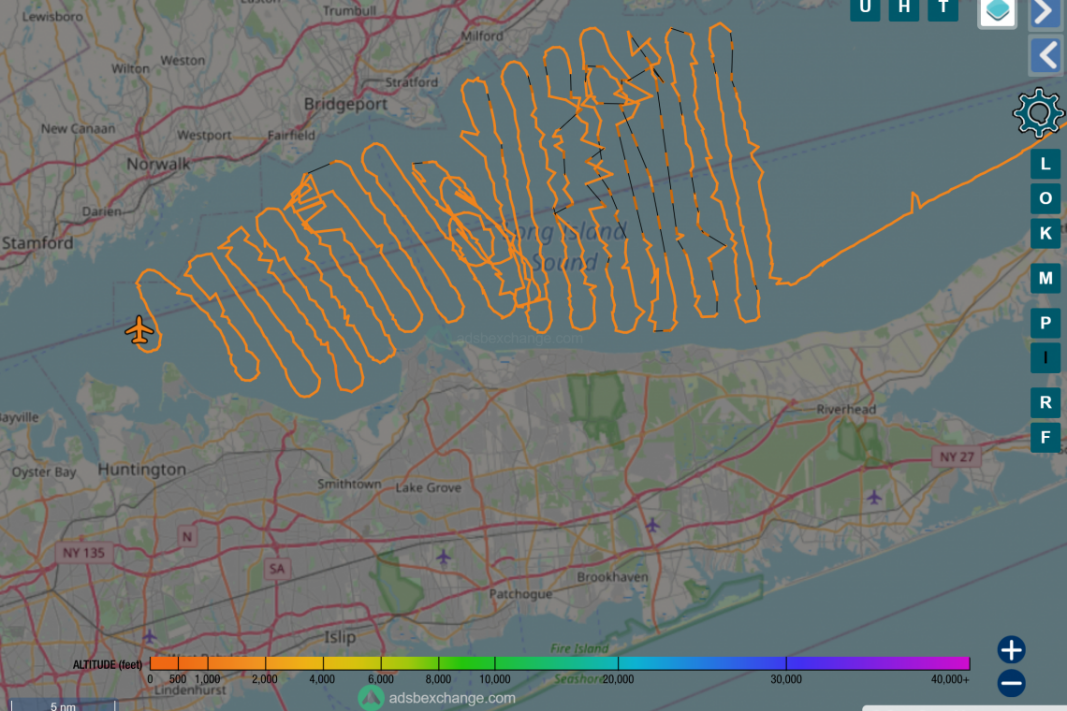 Lewisboro
Trumbull
U H T
Milford
Wilton
Weston
Stratford
Bridgeport
New Canaan
Westport
Fairfield
Norwalk
L
O
Darien
K
Stamford
Long Island
Sound
M
P
adsbexchange.com
I
R
Riverhead
F
Bayville
NY 27
Oyster Bay
Huntington
Smithtown
Lake Grove
N
NY 135
SA
Brookhaven
Patchogue
Islip
Fire Island
Seashore
West Babylon
ALTITUDE (feet)
0 500 1,000 2,000 4,000 6,000 8,000 10,000 20,000 30,000 40,000+
Lindenhurst
adsbexchange.com
5 nm